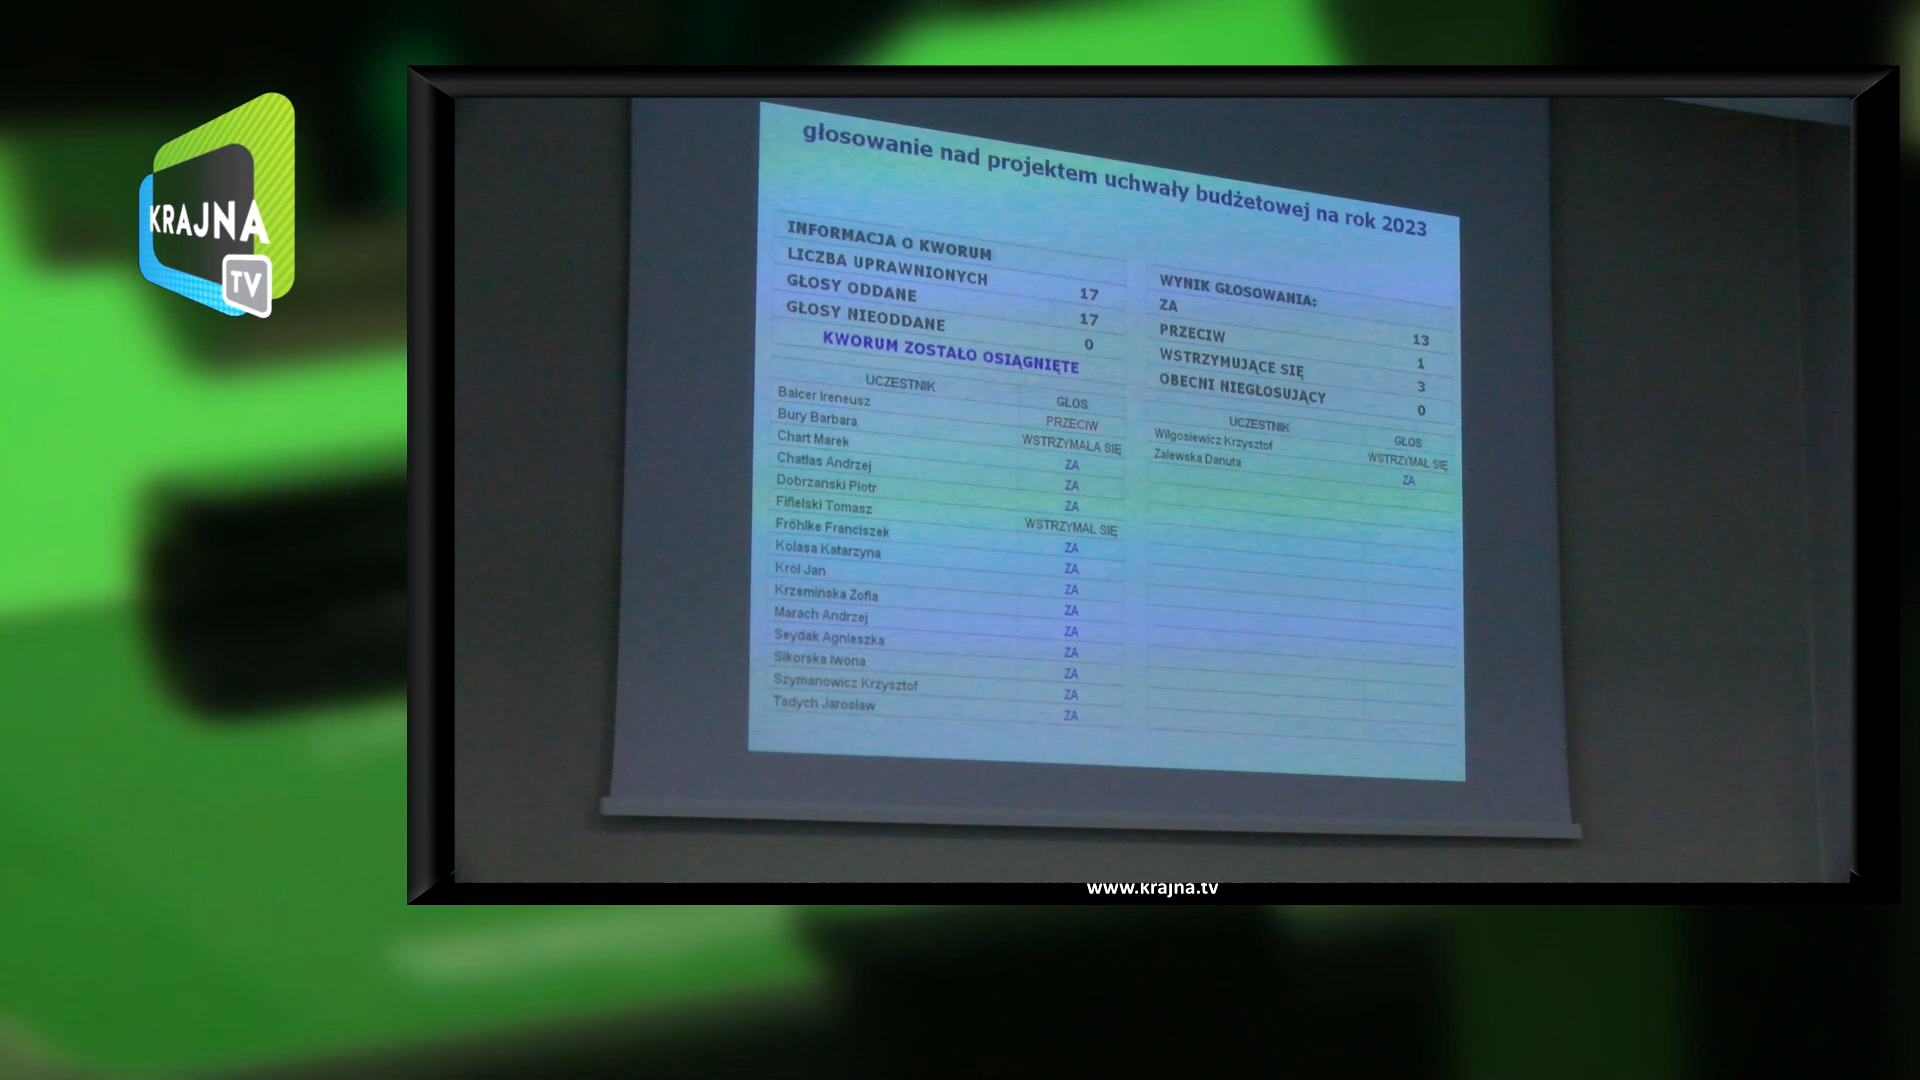 KRAJNA
TV
głosowanie nad projektem uchwały budżetowej na rok 2023
INFORMACJA O KWORUM
LICZBA UPRAWNIONYCH 17
GŁOSY ODDANE 17
GŁOSY NIEODDANE 0
KWORUM ZOSTAŁO OSIĄGNIĘTE
UCZESTNIK GŁOS
Balcer Ireneusz PRZECIW
Bury Barbara WSTRZYMAŁA SIĘ
Chart Marek ZA
Chatłas Andrzej ZA
Dobrzański Piotr ZA
Fifielski Tomasz WSTRZYMAŁ SIĘ
Fröhlke Franciszek ZA
Kolasa Katarzyna ZA
Król Jan ZA
Krzemińska Zofia ZA
Marach Andrzej ZA
Seydak Agnieszka ZA
Sikorska Iwona ZA
Szymanowicz Krzysztof ZA
Tadych Jarosław ZA
WYNIK GŁOSOWANIA:
ZA 13
PRZECIW 1
WSTRZYMUJĄCE SIĘ 3
OBECNI NIEGŁOSUJĄCY 0
UCZESTNIK GŁOS
Wilgosiewicz Krzysztof WSTRZYMAŁ SIĘ
Zalewska Danuta ZA
www.krajna.tv